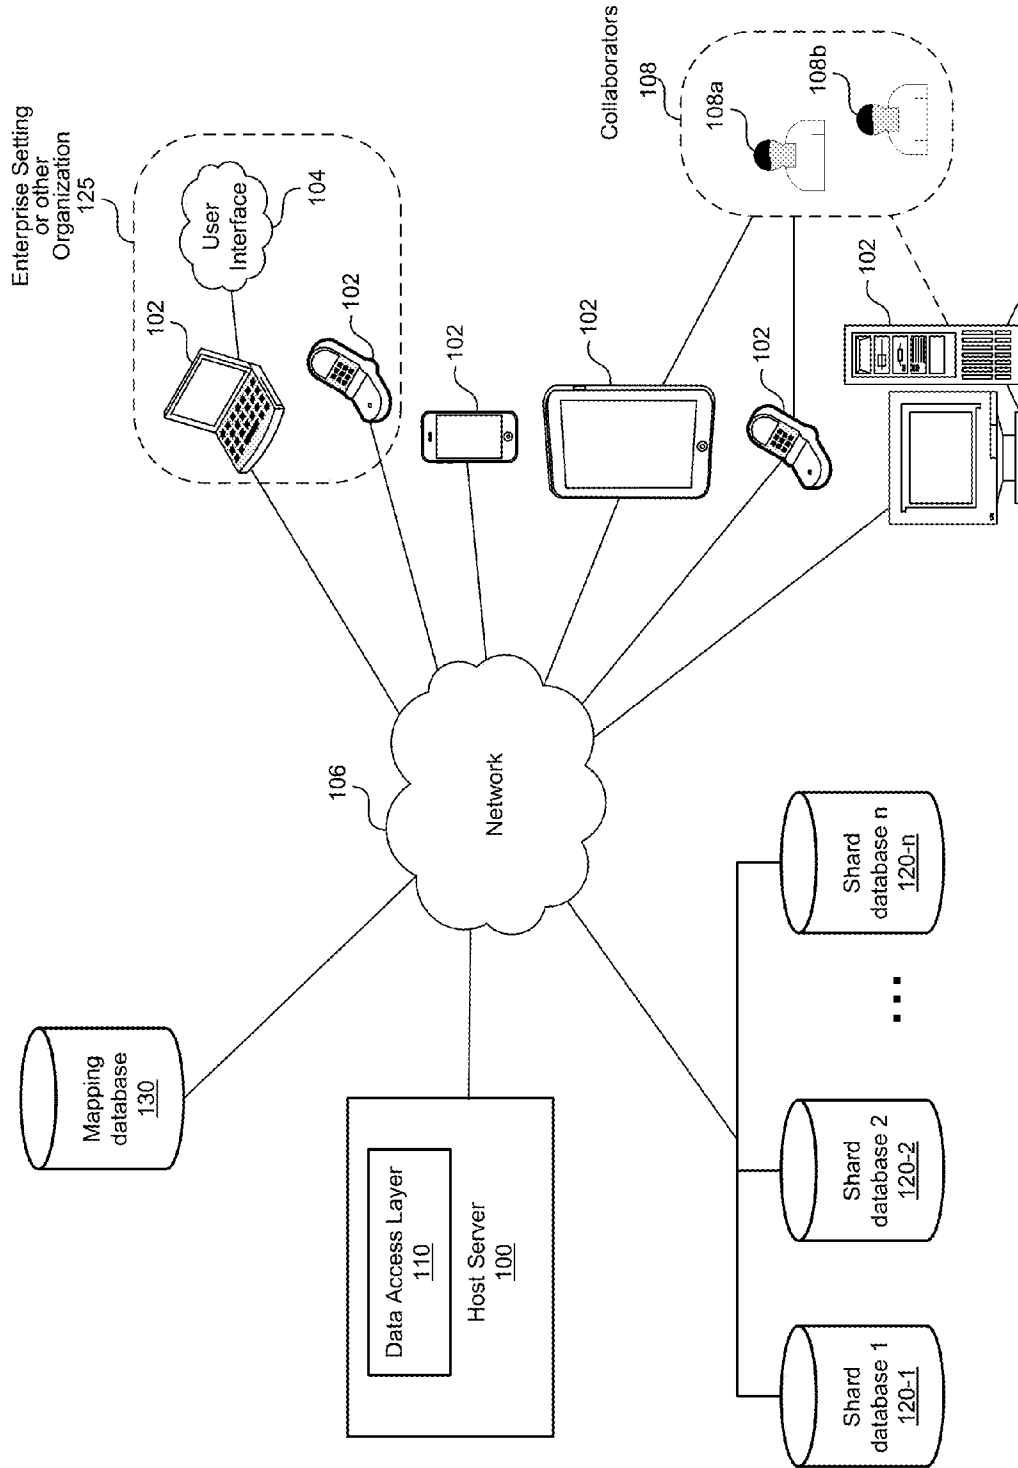 Enterprise Setting
or other
Organization
125
User
Interface
104
102
102
102
102
102
102
Collaborators
108
108a
108b
106
Network
Mapping
database
130
Data Access Layer
110
Host Server
100
Shard
database 1
120-1
Shard
database 2
120-2
...
Shard
database n
120-n